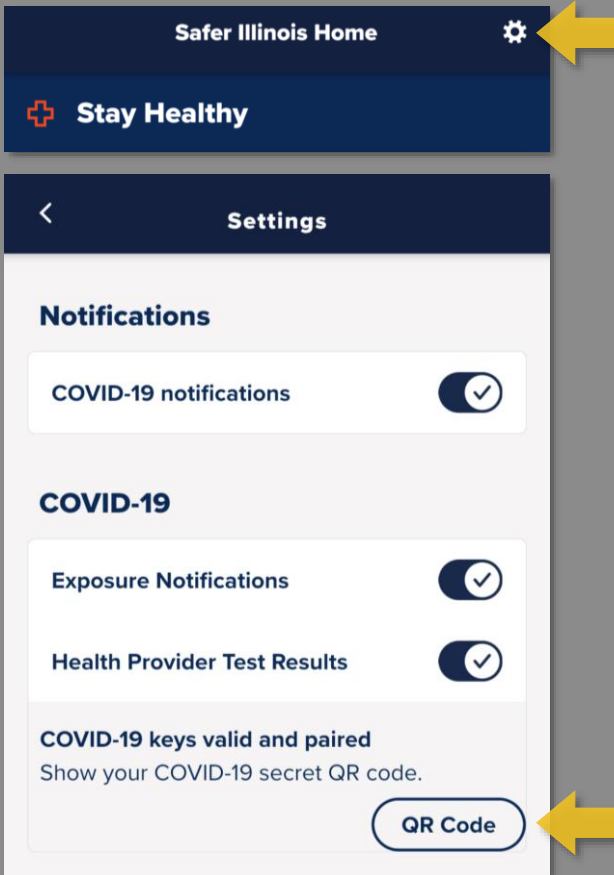 Safer Illinois Home
Stay Healthy
Settings
Notifications
COVID-19 notifications
COVID-19
Exposure Notifications
Health Provider Test Results
COVID-19 keys valid and paired
Show your COVID-19 secret QR code.
QR Code